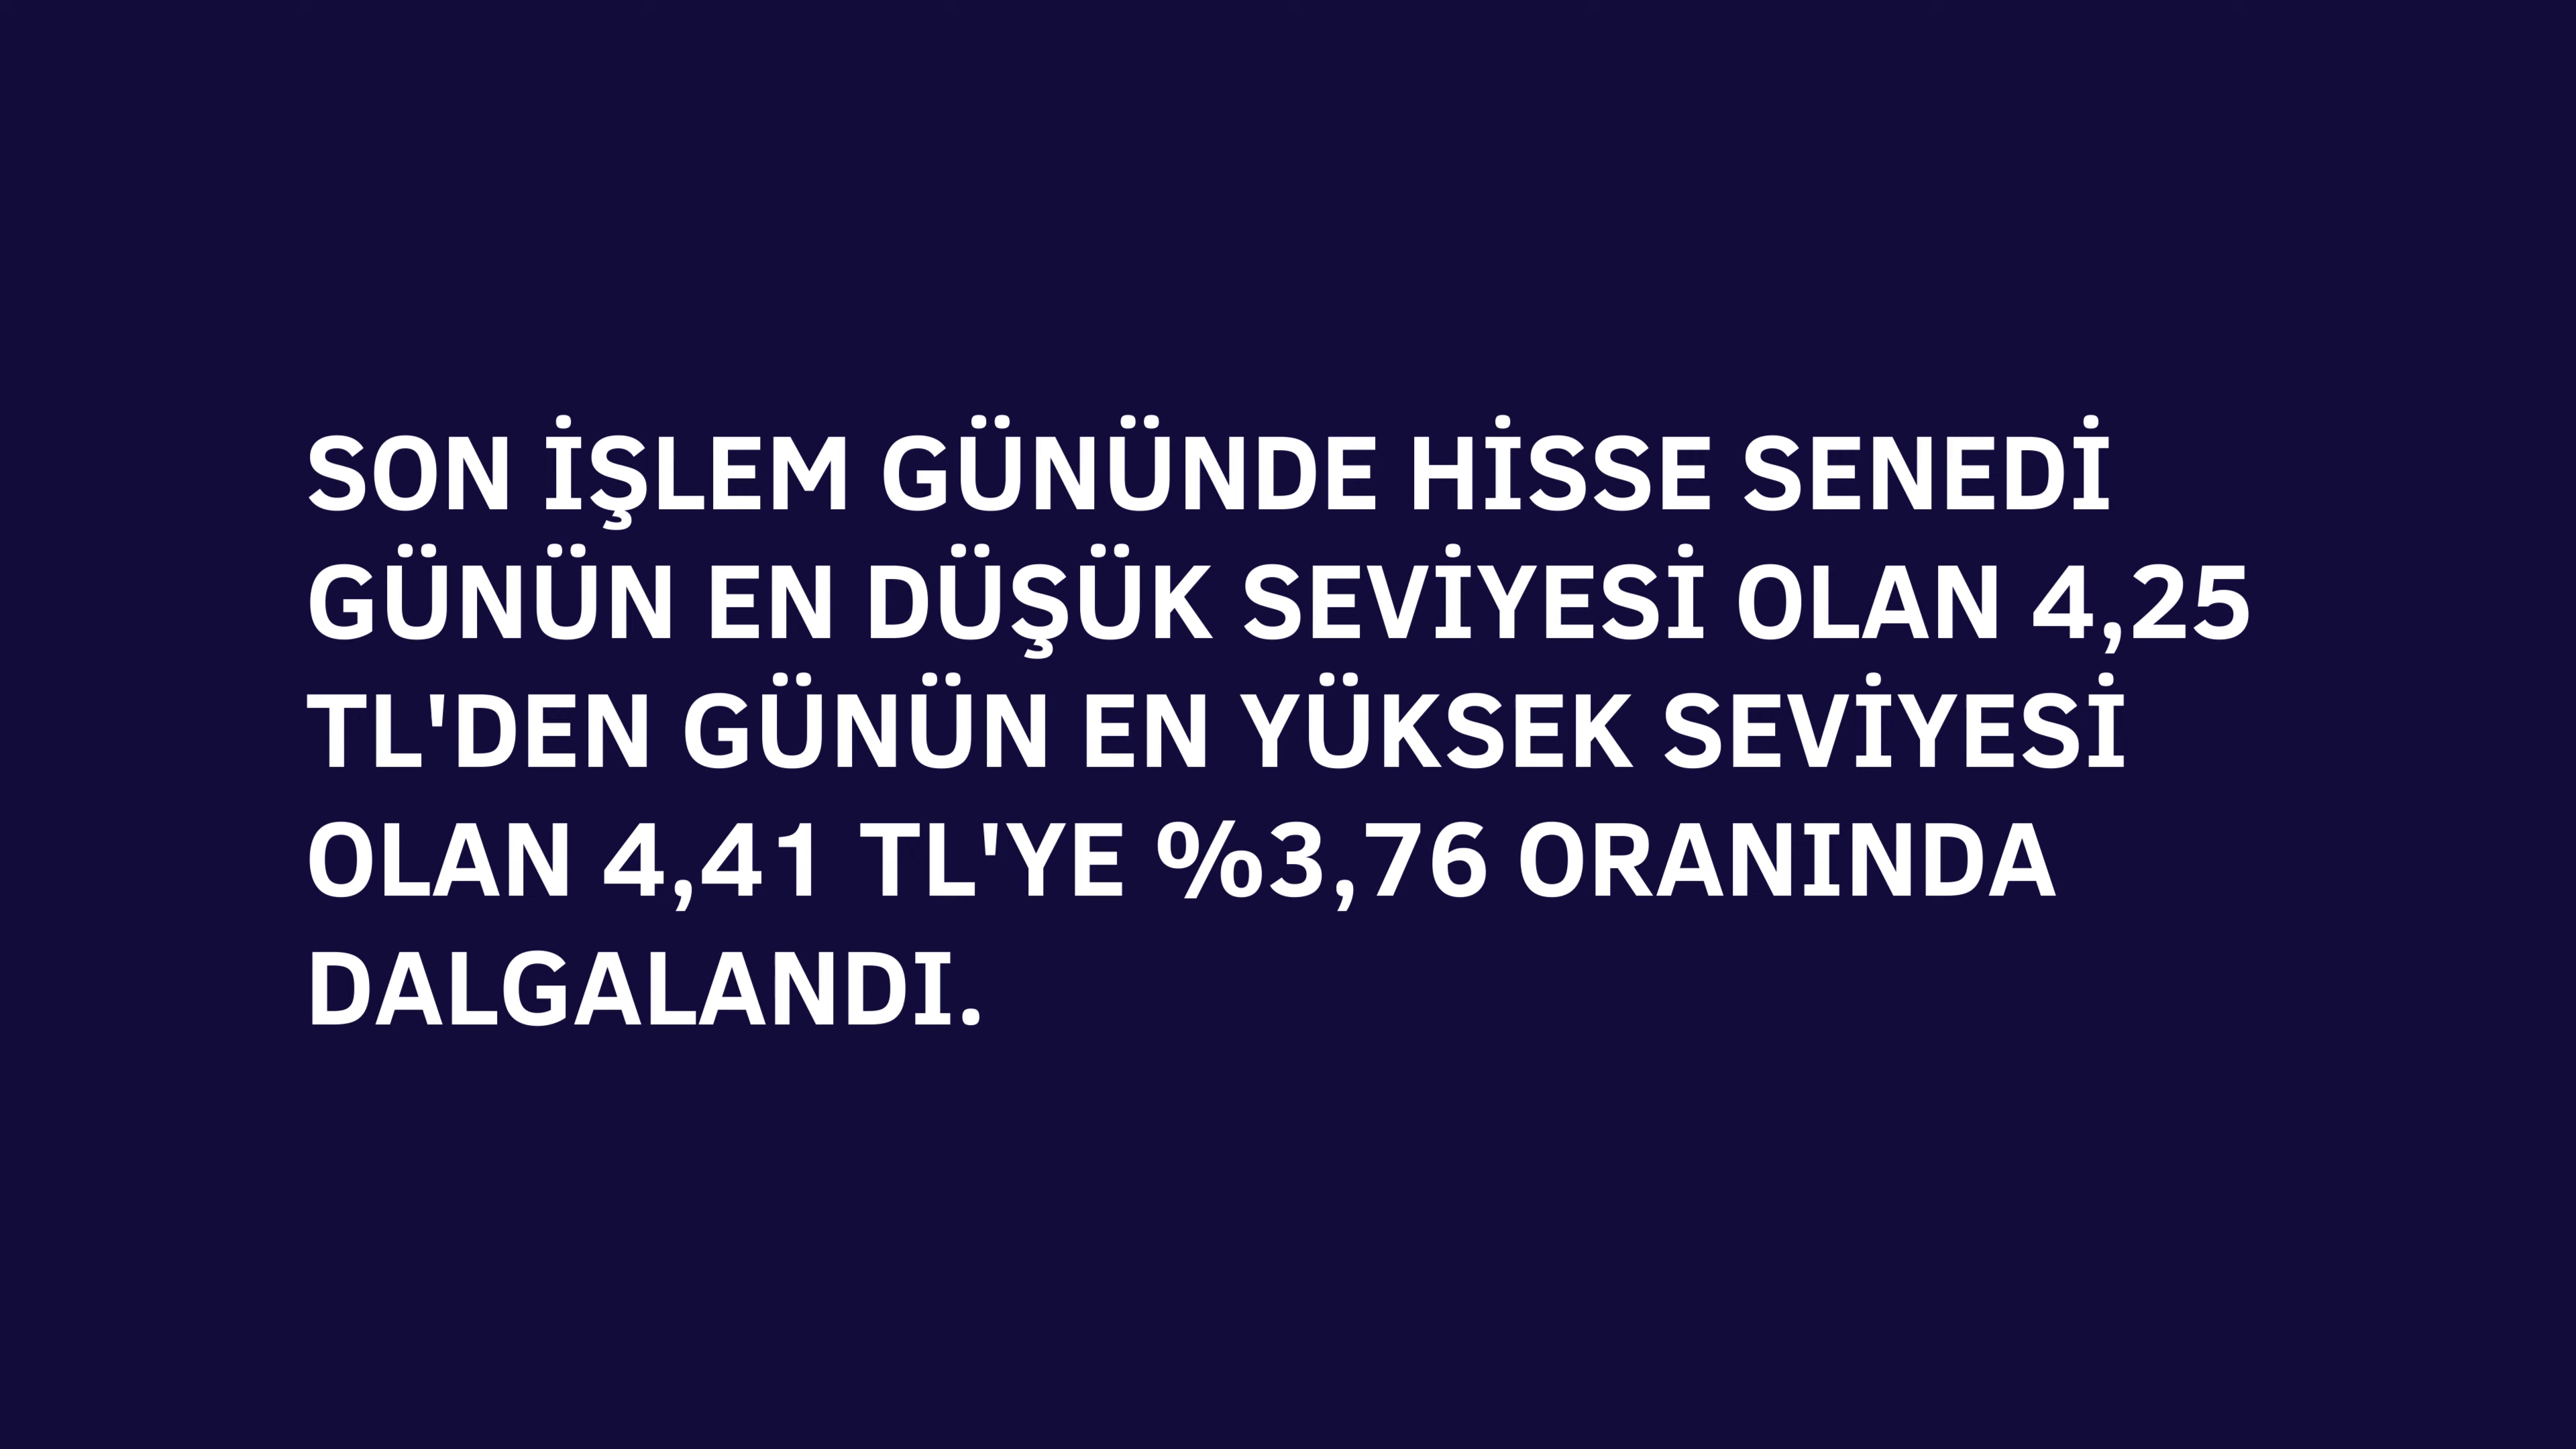 SON İŞLEM GÜNÜNDE HİSSE SENEDİ
GÜNÜN EN DÜŞÜK SEVİYESİ OLAN 4,25
TL'DEN GÜNÜN EN YÜKSEK SEVİYESİ
OLAN 4,41 TL'YE %3,76 ORANINDA
DALGALANDI.